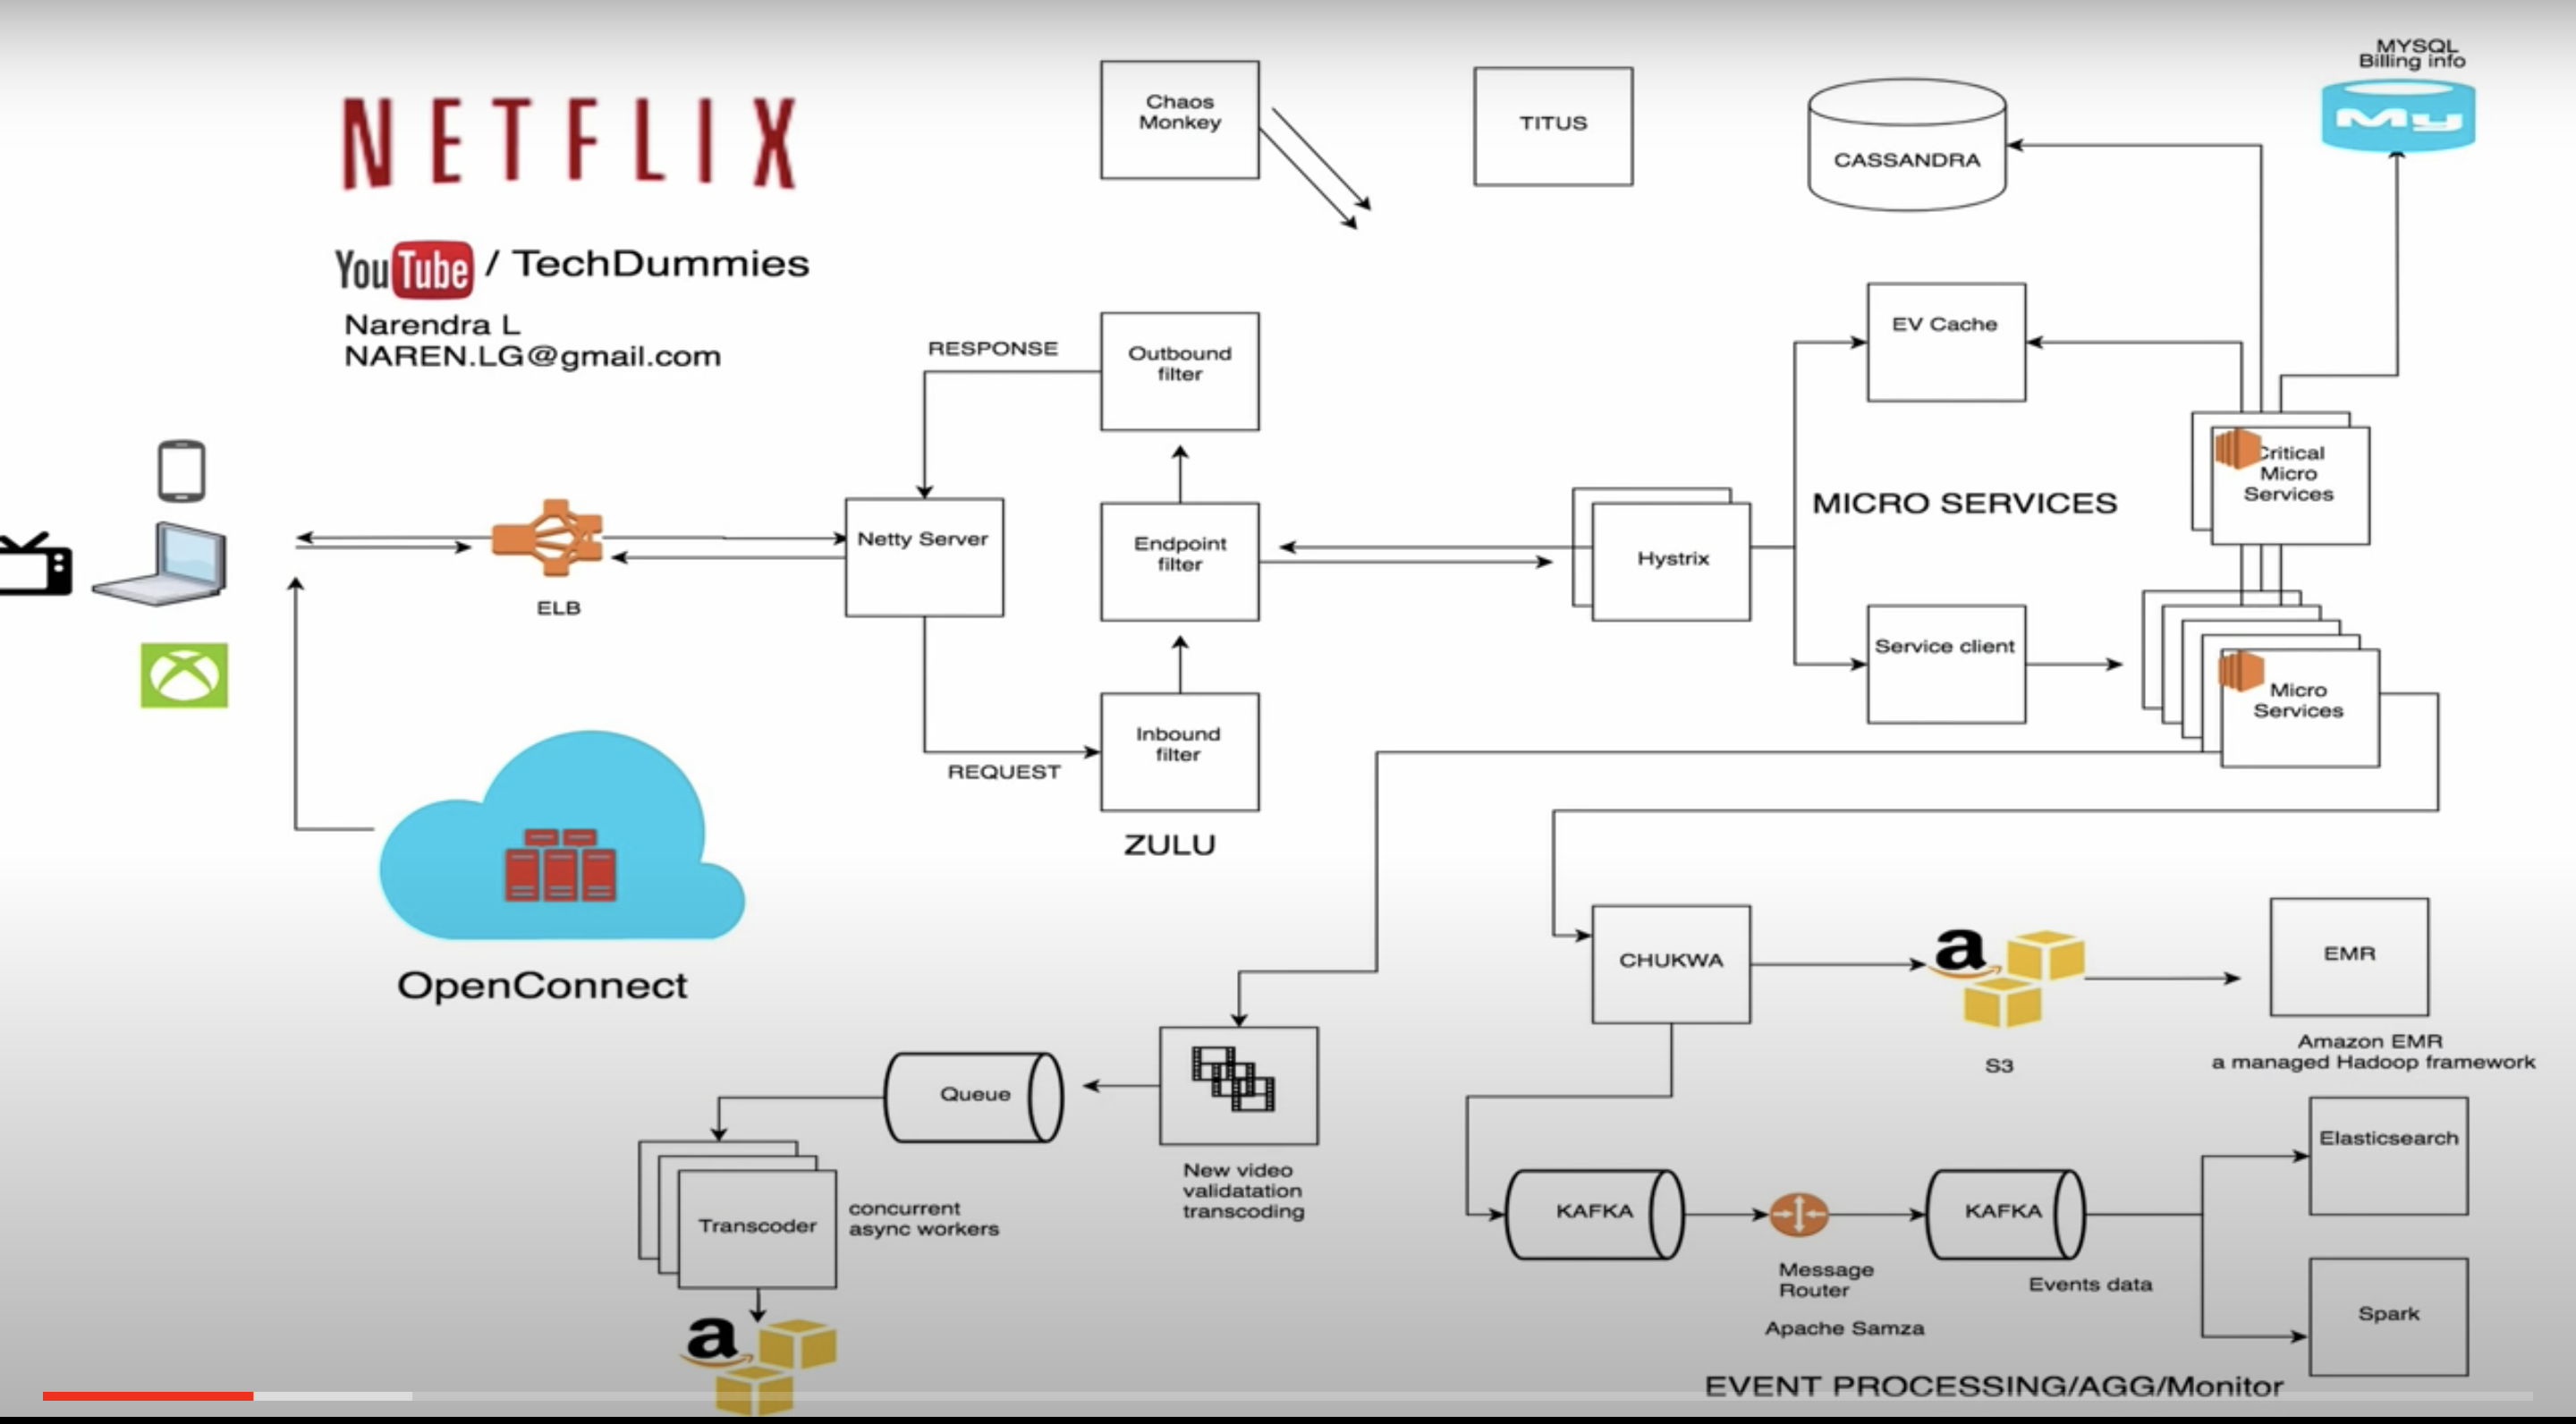 NETFLIX
YouTube / TechDummies
Narendra L
NAREN.LG@gmail.com
Chaos
Monkey
TITUS
CASSANDRA
MYSQL
Billing info
My
RESPONSE
Outbound
filter
EV Cache
Netty Server
Endpoint
filter
Hystrix
MICRO SERVICES
Critical
Micro
Services
ELB
Service client
Micro
Services
Inbound
filter
REQUEST
ZULU
OpenConnect
CHUKWA
a
S3
EMR
Amazon EMR
a managed Hadoop framework
Queue
New video
validatation
transcoding
Transcoder
concurrent
async workers
a
KAFKA
Message
Router
Apache Samza
KAFKA
Events data
Elasticsearch
Spark
EVENT PROCESSING/AGG/Monitor